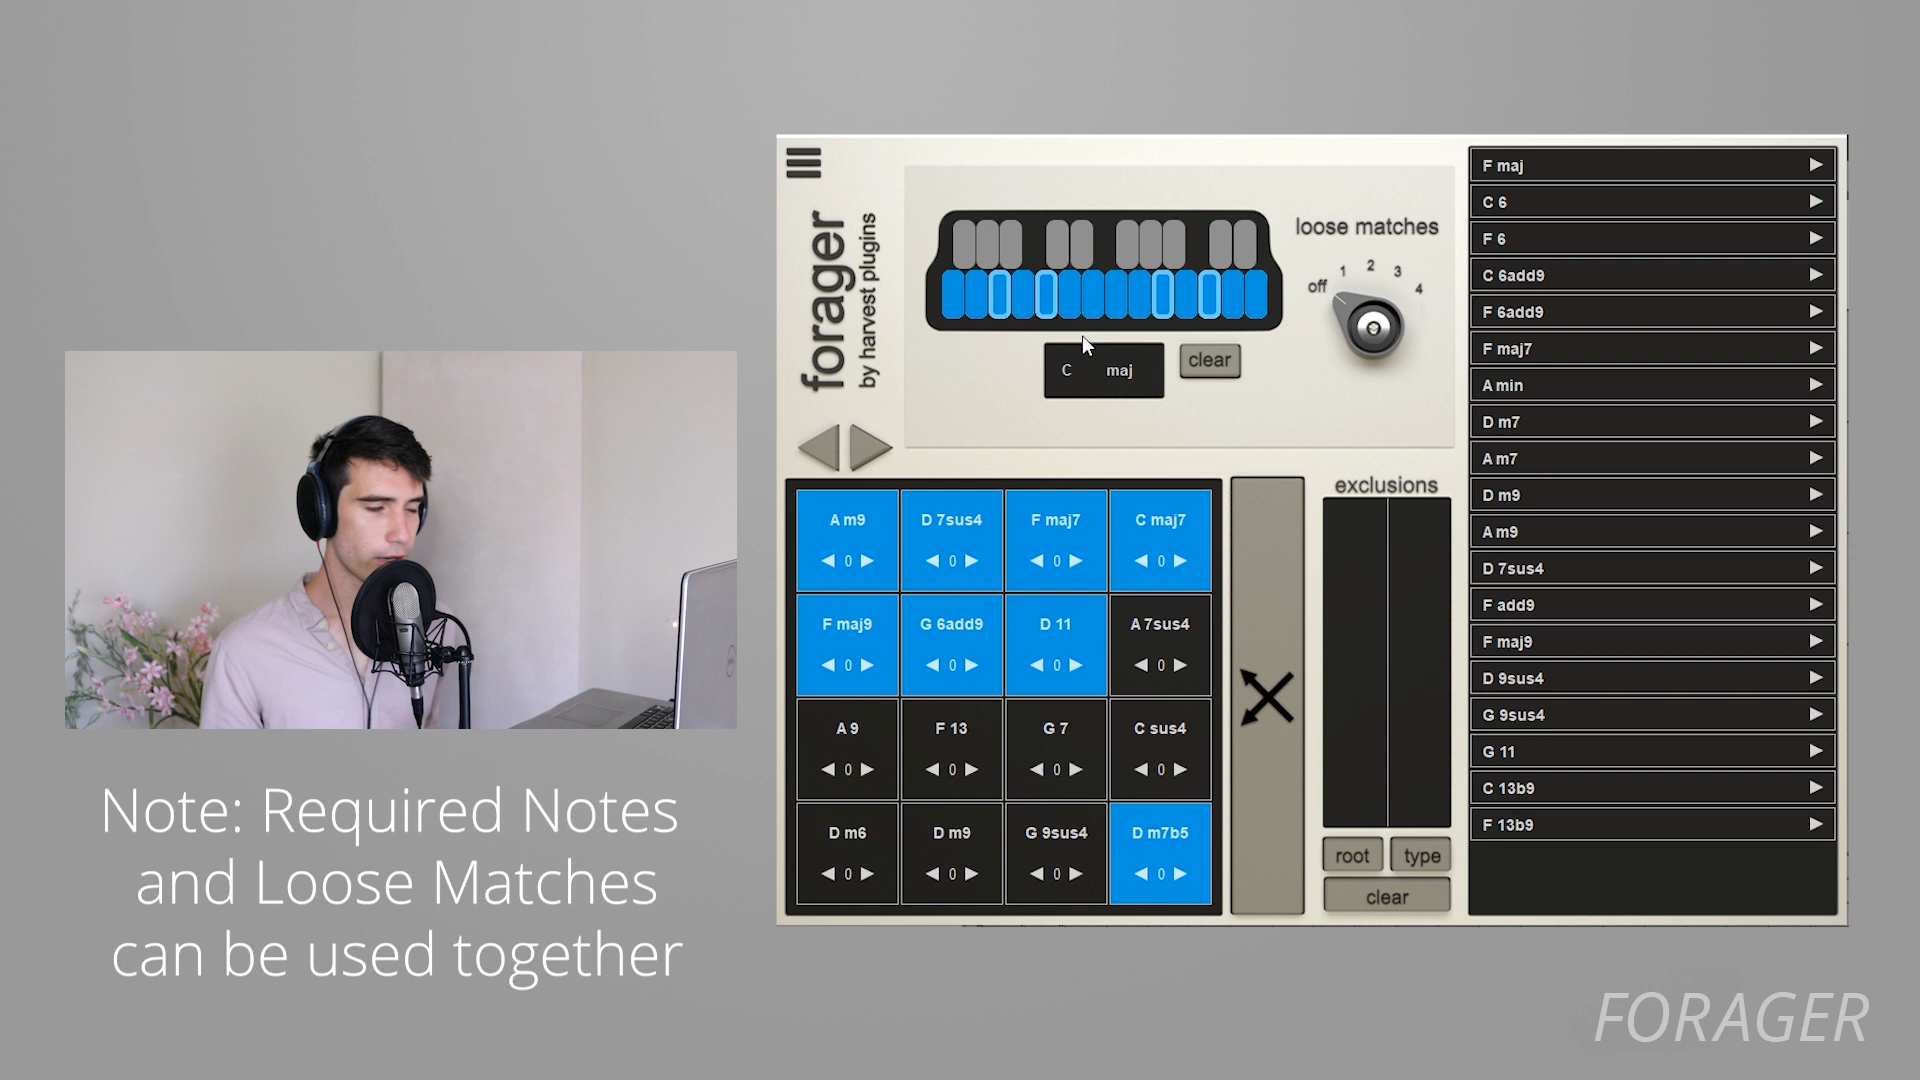 forager
by harvest plugins
loose matches
off 1 2 3 4
C maj
clear
A m9 D 7sus4 F maj7 C maj7
0 0 0 0
F maj9 G 6add9 D 11 A 7sus4
0 0 0 0
A 9 F 13 G 7 C sus4
0 0 0 0
D m6 D m9 G 9sus4 D m7b5
0 0 0 0
exclusions
root type
clear
F maj
C 6
F 6
C 6add9
F 6add9
F maj7
A min
D m7
A m7
D m9
A m9
D 7sus4
F add9
F maj9
D 9sus4
G 9sus4
G 11
C 13b9
F 13b9
Note: Required Notes
and Loose Matches
can be used together
FORAGER